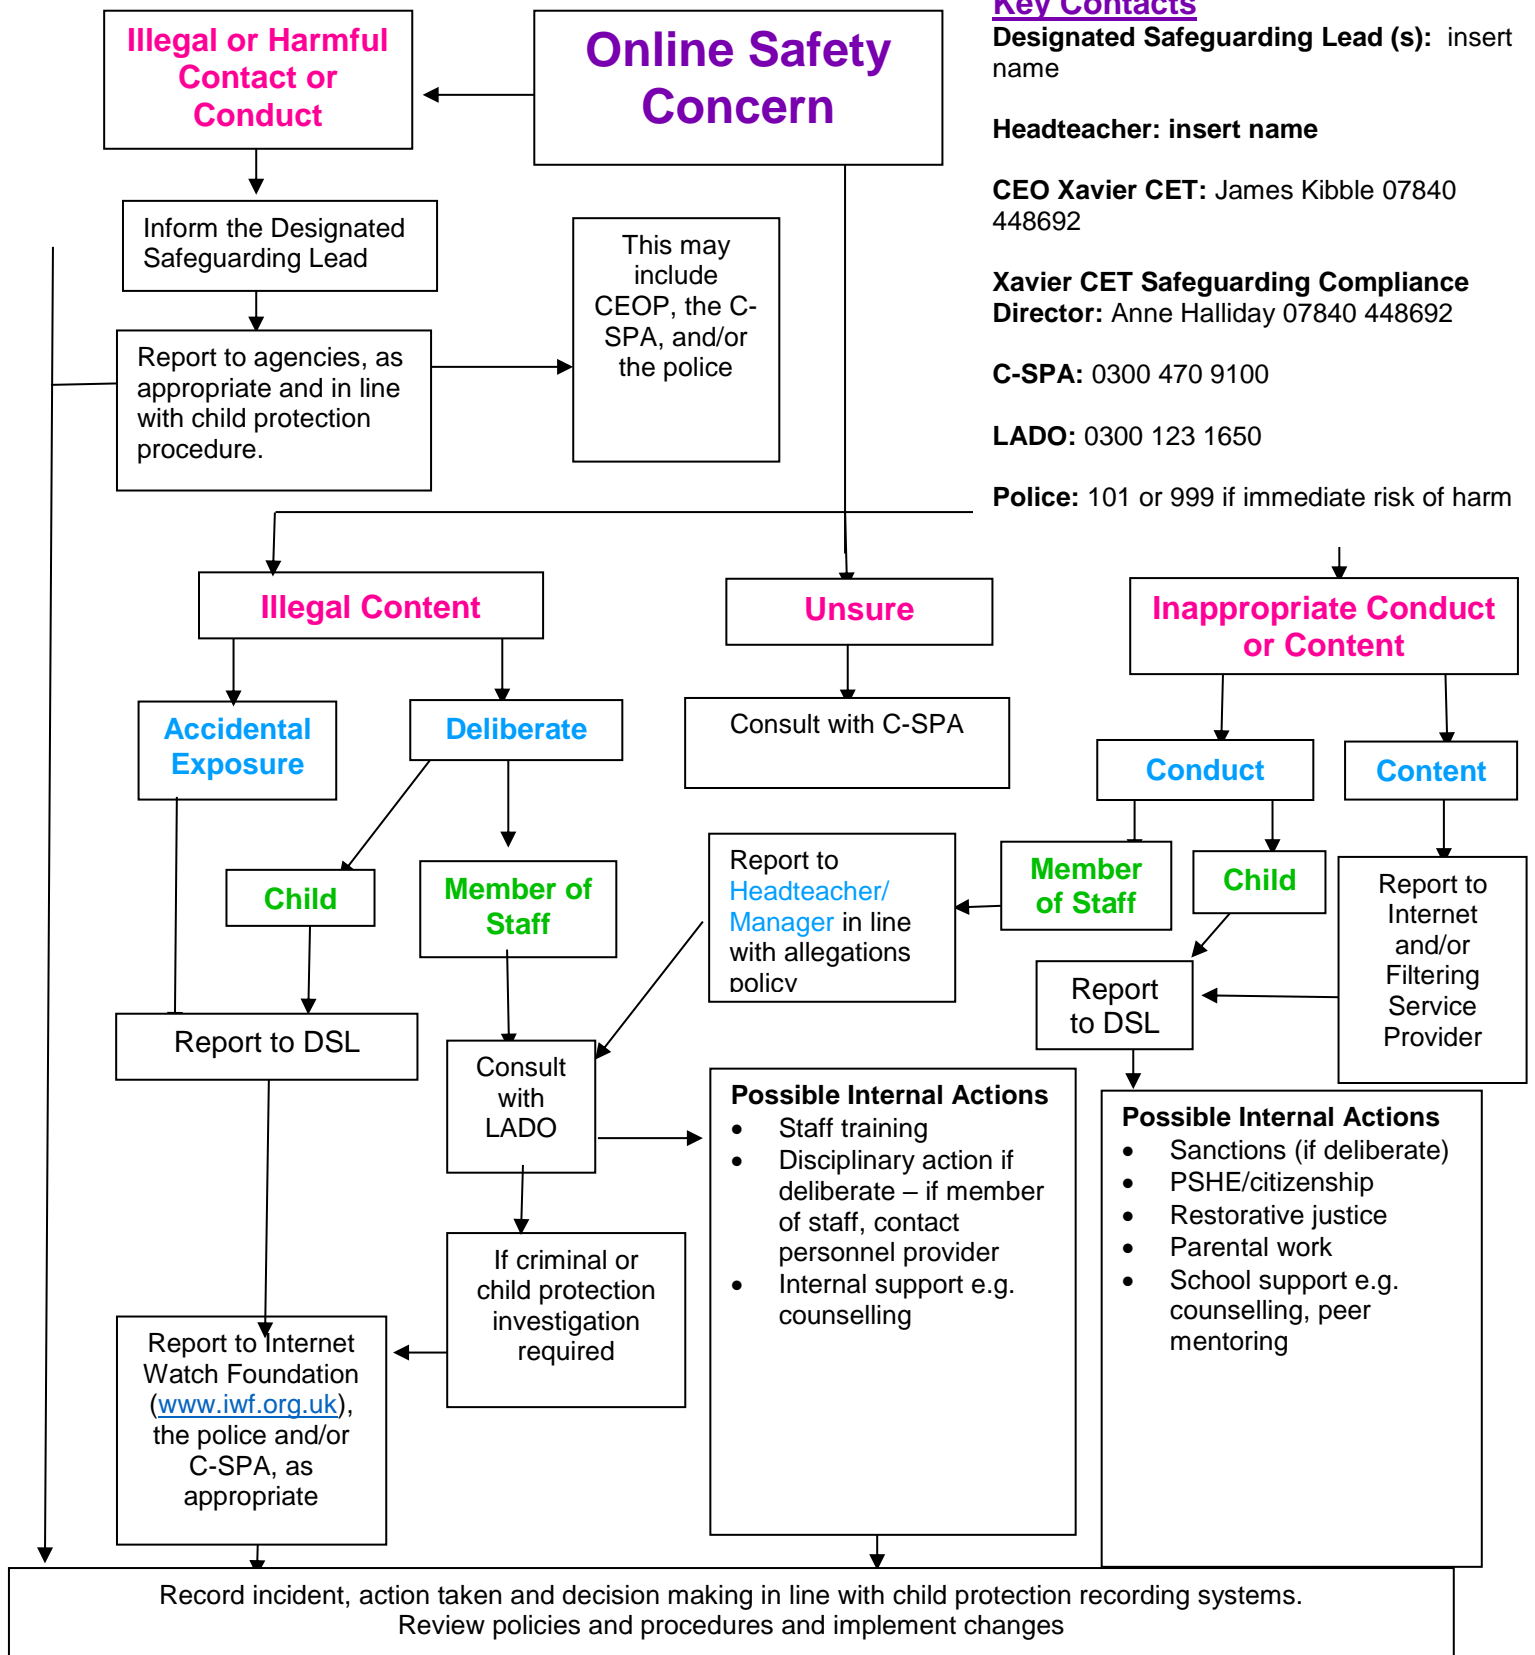 Illegal or Harmful
Contact or
Conduct
Online Safety
Concern
Key Contacts
Designated Safeguarding Lead (s): insert
name
Headteacher: insert name
CEO Xavier CET: James Kibble 07840
448692
Xavier CET Safeguarding Compliance
Director: Anne Halliday 07840 448692
C-SPA: 0300 470 9100
LADO: 0300 123 1650
Police: 101 or 999 if immediate risk of harm
Inform the Designated
Safeguarding Lead
This may
include
CEOP, the C-
SPA, and/or
the police
Report to agencies, as
appropriate and in line
with child protection
procedure.
Illegal Content
Unsure
Inappropriate Conduct
or Content
Accidental
Exposure
Deliberate
Consult with C-SPA
Conduct
Content
Child
Member of
Staff
Report to
Headteacher/
Manager in line
with allegations
policy
Member
of Staff
Child
Report to
Internet
and/or
Filtering
Service
Provider
Report to DSL
Consult
with
LADO
Report
to DSL
Possible Internal Actions
• Staff training
• Disciplinary action if
deliberate – if member
of staff, contact
personnel provider
• Internal support e.g.
counselling
Possible Internal Actions
• Sanctions (if deliberate)
• PSHE/citizenship
• Restorative justice
• Parental work
• School support e.g.
counselling, peer
mentoring
If criminal or
child protection
investigation
required
Report to Internet
Watch Foundation
(www.iwf.org.uk),
the police and/or
C-SPA, as
appropriate
Record incident, action taken and decision making in line with child protection recording systems.
Review policies and procedures and implement changes